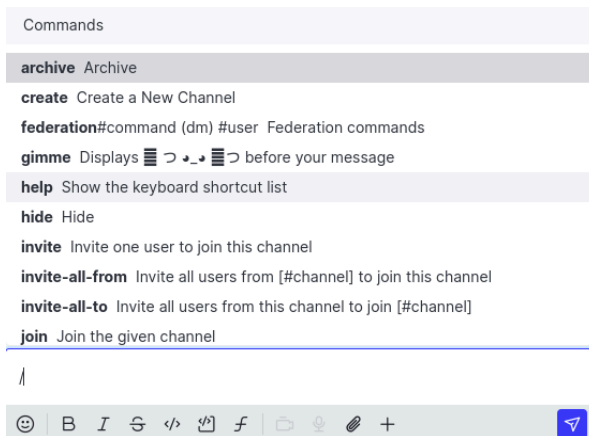 Commands
archive Archive
create Create a New Channel
federation#command (dm) #user Federation commands
gimme Displays ༼ つ ◕_◕ ༽つ before your message
help Show the keyboard shortcut list
hide Hide
invite Invite one user to join this channel
invite-all-from Invite all users from [#channel] to join this channel
invite-all-to Invite all users from this channel to join [#channel]
join Join the given channel
/
B I S </> f